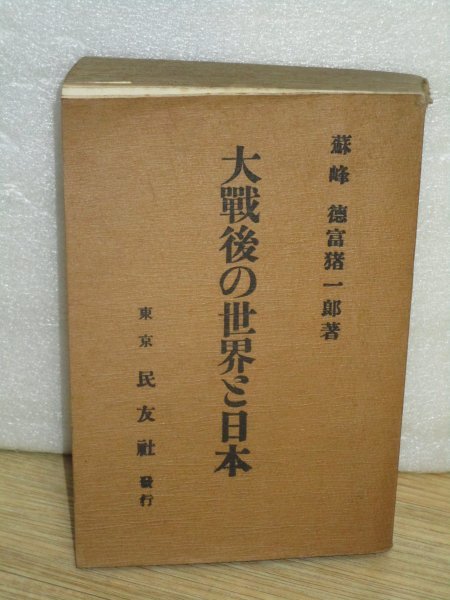 蘇峰 德富猪一郎著
大戰後の世界と日本
東京 民友社 發行